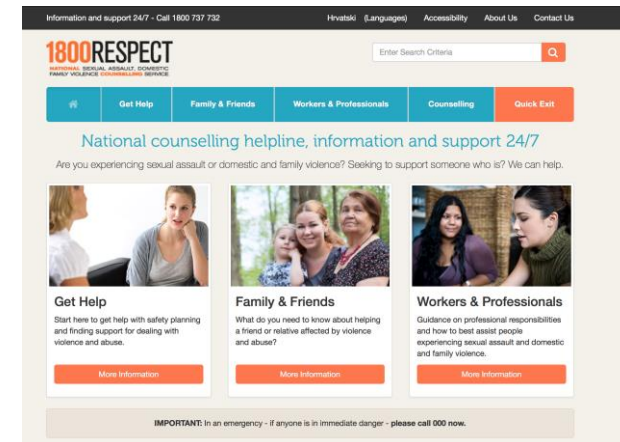 Information and support 24/7 - Call 1800 737 732
Hrvatski (Languages) Accessibility About Us Contact Us
1800RESPECT
NATIONAL SEXUAL ASSAULT, DOMESTIC
FAMILY VIOLENCE COUNSELLING SERVICE
Enter Search Criteria
Get Help Family & Friends Workers & Professionals Counselling Quick Exit
National counselling helpline, information and support 24/7
Are you experiencing sexual assault or domestic and family violence? Seeking to support someone who is? We can help.
Get Help
Start here to get help with safety planning
and finding support for dealing with
violence and abuse.
More Information
Family & Friends
What do you need to know about helping
a friend or relative affected by violence
and abuse?
More Information
Workers & Professionals
Guidance on professional responsibilities
and how to best assist people
experiencing sexual assault and domestic
and family violence.
More Information
IMPORTANT: In an emergency - if anyone is in immediate danger - please call 000 now.